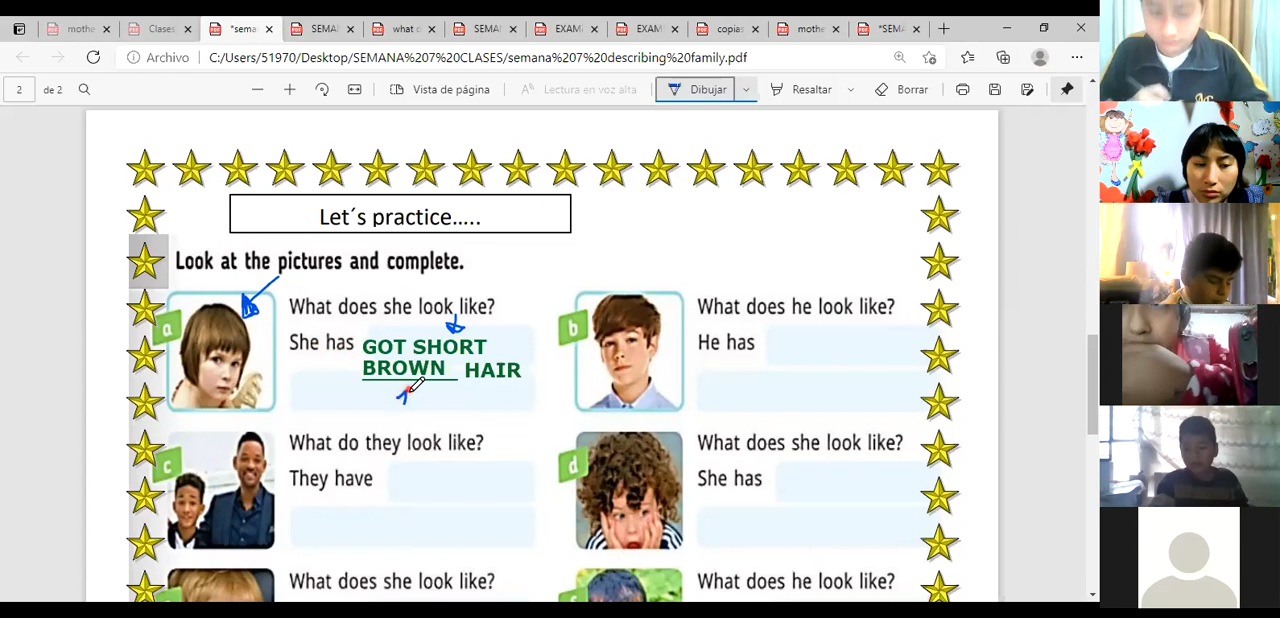 mothe
Clases
*sema
SEMAN
what c
SEMA
EXAM
EXAM
copias
mothe
*SEMA
Archivo C:/Users/51970/Desktop/SEMANA%207%20CLASES/semana%207%20describing%20family.pdf
2 de 2 Vista de página Lectura en voz alta Dibujar Resaltar Borrar
Let´s practice.....
Look at the pictures and complete.
a
What does she look like?
She has GOT SHORT
BROWN HAIR
b
What does he look like?
He has
c
What do they look like?
They have
d
What does she look like?
She has
What does she look like?
What does he look like?